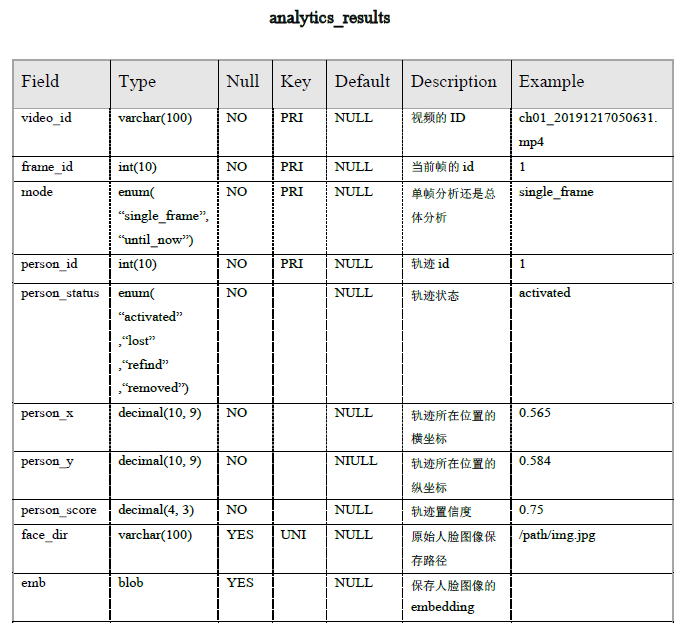 analytics_results
Field Type Null Key Default Description Example
video_id varchar(100) NO PRI NULL 视频的 ID ch01_20191217050631.
mp4
frame_id int(10) NO PRI NULL 当前帧的 id 1
mode enum( NO PRI NULL 单帧分析还是总 single_frame
“single_frame”, 体分析
“until_now”)
person_id int(10) NO PRI NULL 轨迹 id 1
person_status enum( NO NULL 轨迹状态 activated
“activated”
,“lost”
,“refind”
,“removed”)
person_x decimal(10, 9) NO NULL 轨迹所在位置的 0.565
横坐标
person_y decimal(10, 9) NO NIULL 轨迹所在位置的 0.584
纵坐标
person_score decimal(4, 3) NO NULL 轨迹置信度 0.75
face_dir varchar(100) YES UNI NULL 原始人脸图像保 /path/img.jpg
存路径
emb blob YES NULL 保存人脸图像的
embedding